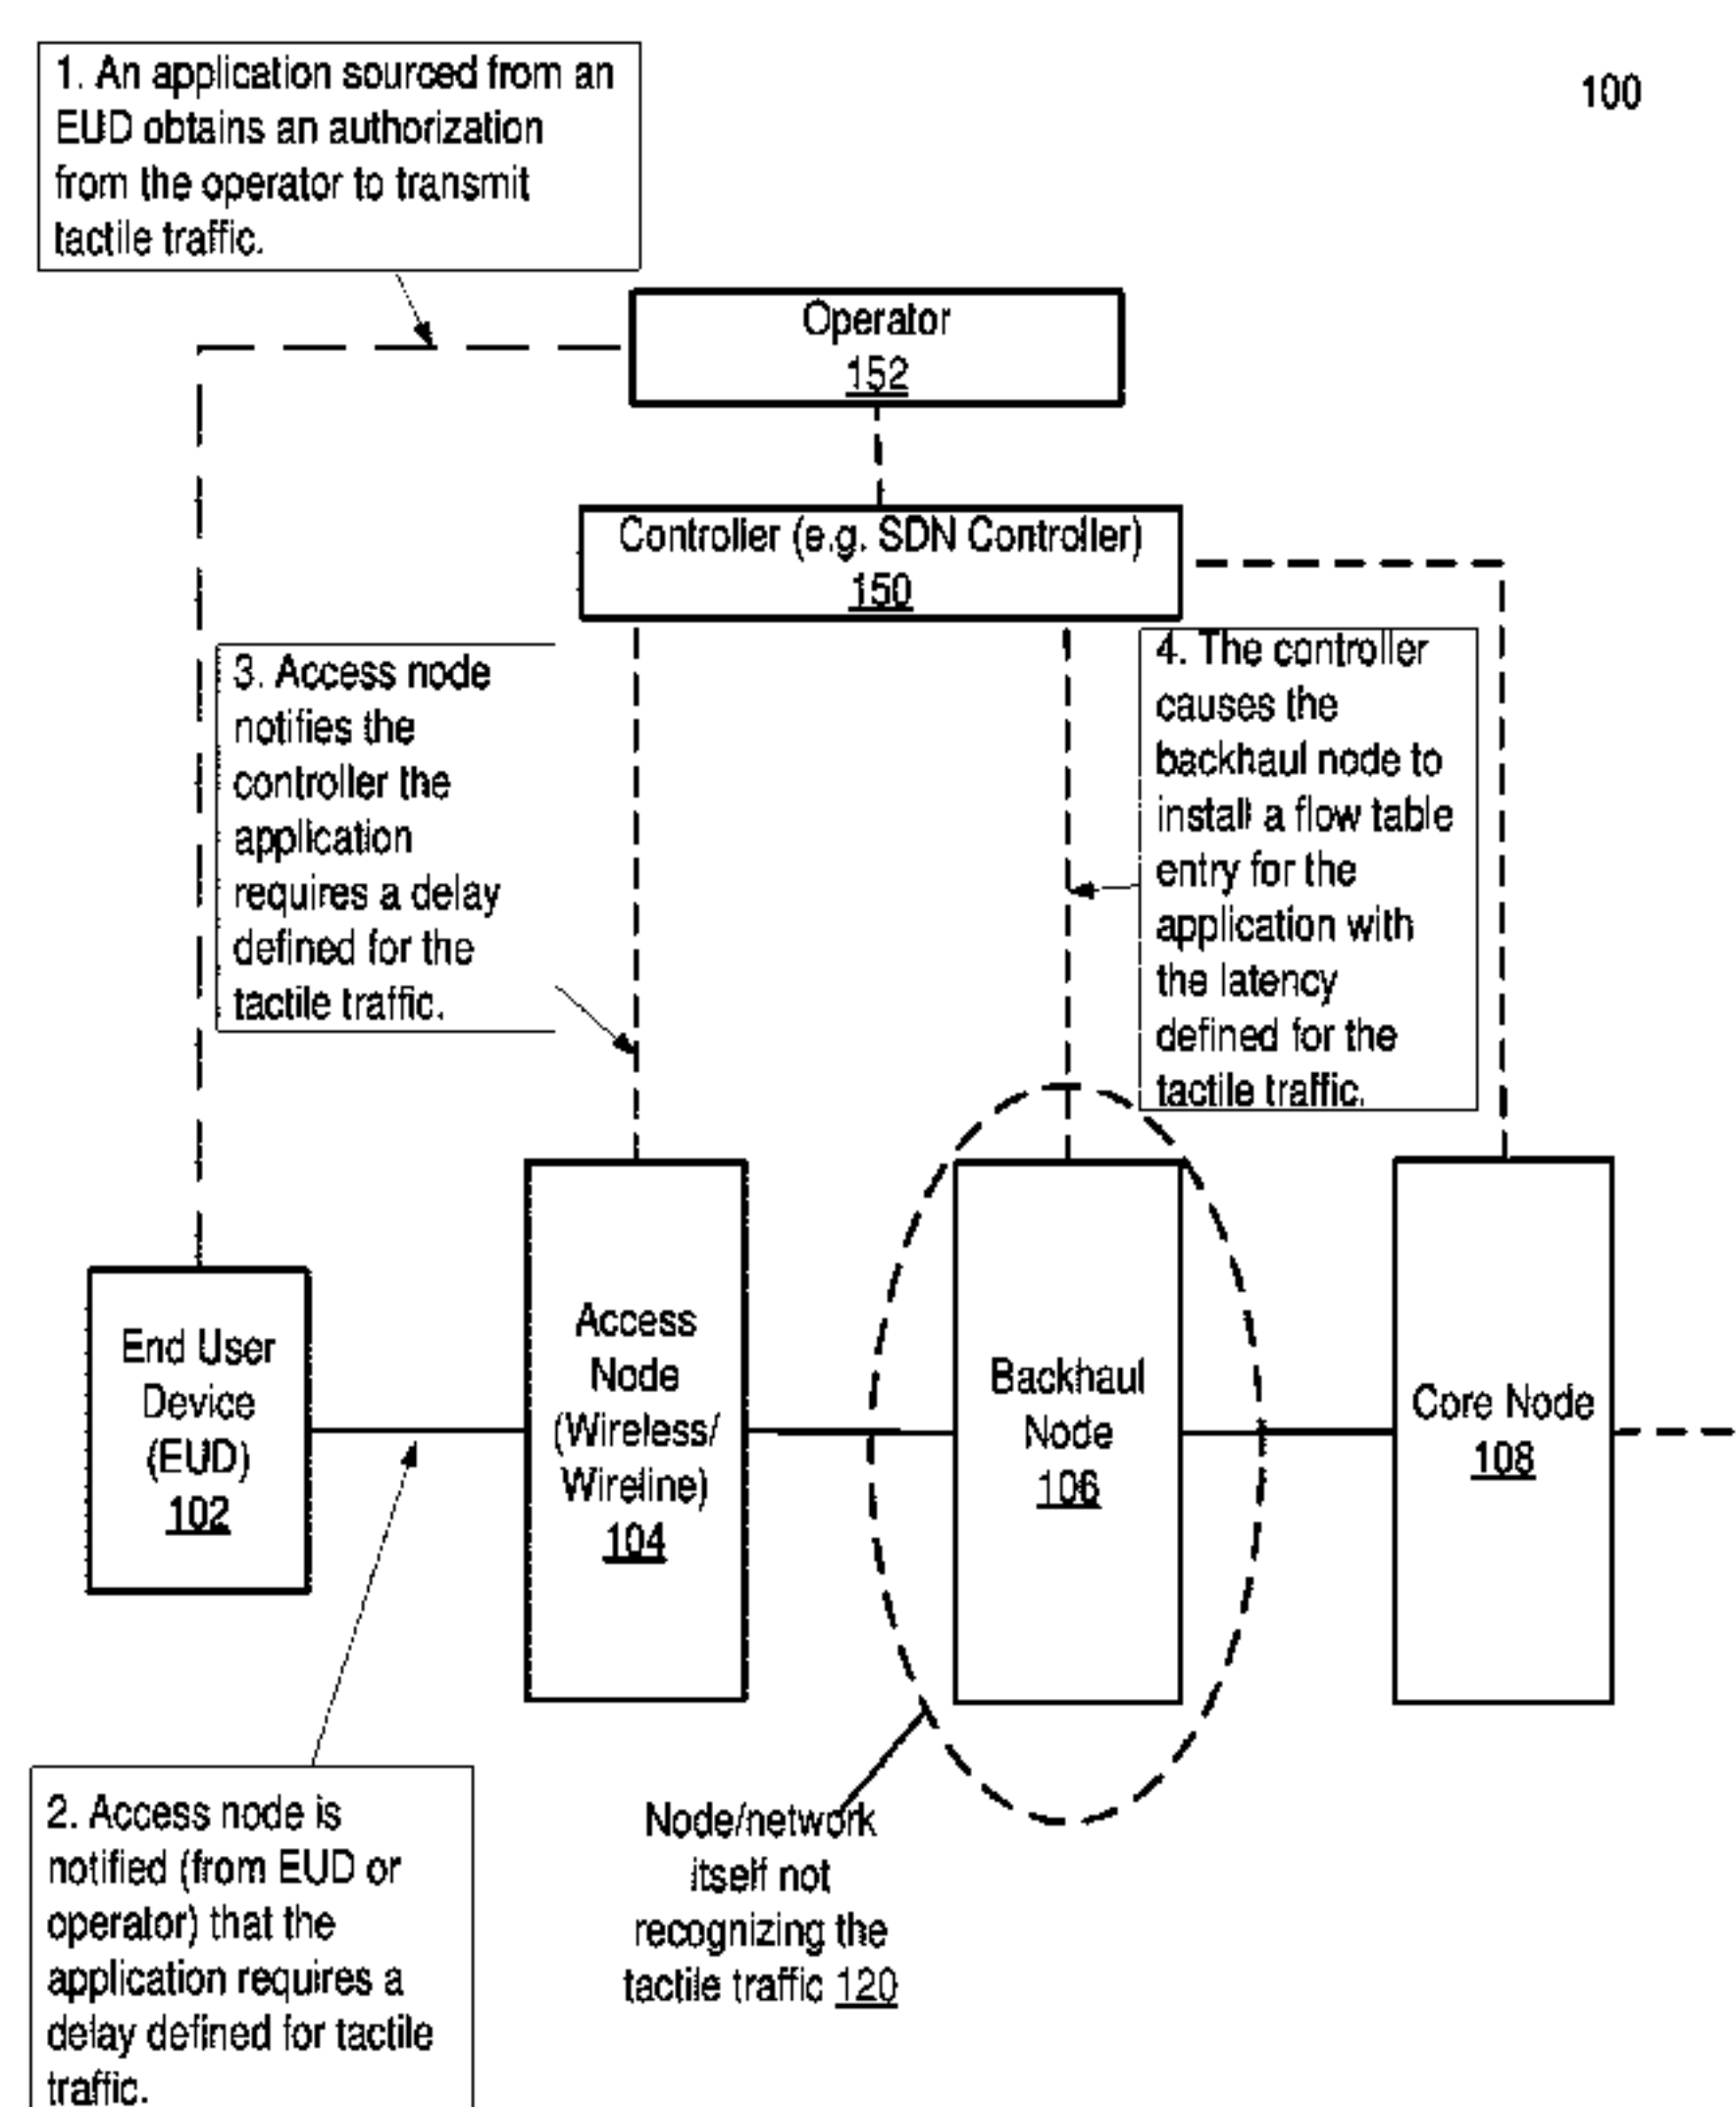 100
1. An application sourced from an
EUD obtains an authorization
from the operator to transmit
tactile traffic.
Operator
152
Controller (e.g. SDN Controller)
150
3. Access node
notifies the
controller the
application
requires a delay
defined for the
tactile traffic.
4. The controller
causes the
backhaul node to
install a flow table
entry for the
application with
the latency
defined for the
tactile traffic.
End User
Device
(EUD)
102
Access
Node
(Wireless/
Wireline)
104
Backhaul
Node
106
Core Node
108
2. Access node is
notified (from EUD or
operator) that the
application requires a
delay defined for tactile
traffic.
Node/network
itself not
recognizing the
tactile traffic 120